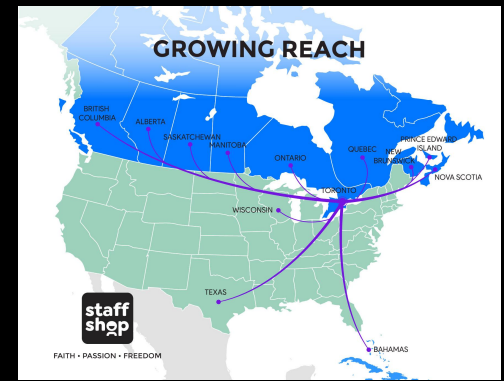 GROWING REACH
BRITISH
COLUMBIA
ALBERTA
SASKATCHEWAN
MANITOBA
ONTARIO
QUEBEC
PRINCE EDWARD
ISLAND
NEW
BRUNSWICK
NOVA SCOTIA
TORONTO
WISCONSIN
TEXAS
BAHAMAS
staff
shop
FAITH • PASSION • FREEDOM